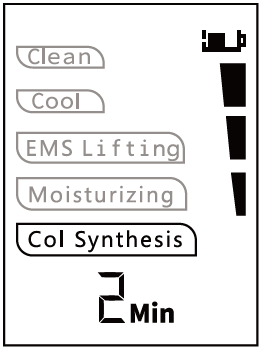 Clean
Cool
EMS Lifting
Moisturizing
Col Synthesis
2 Min